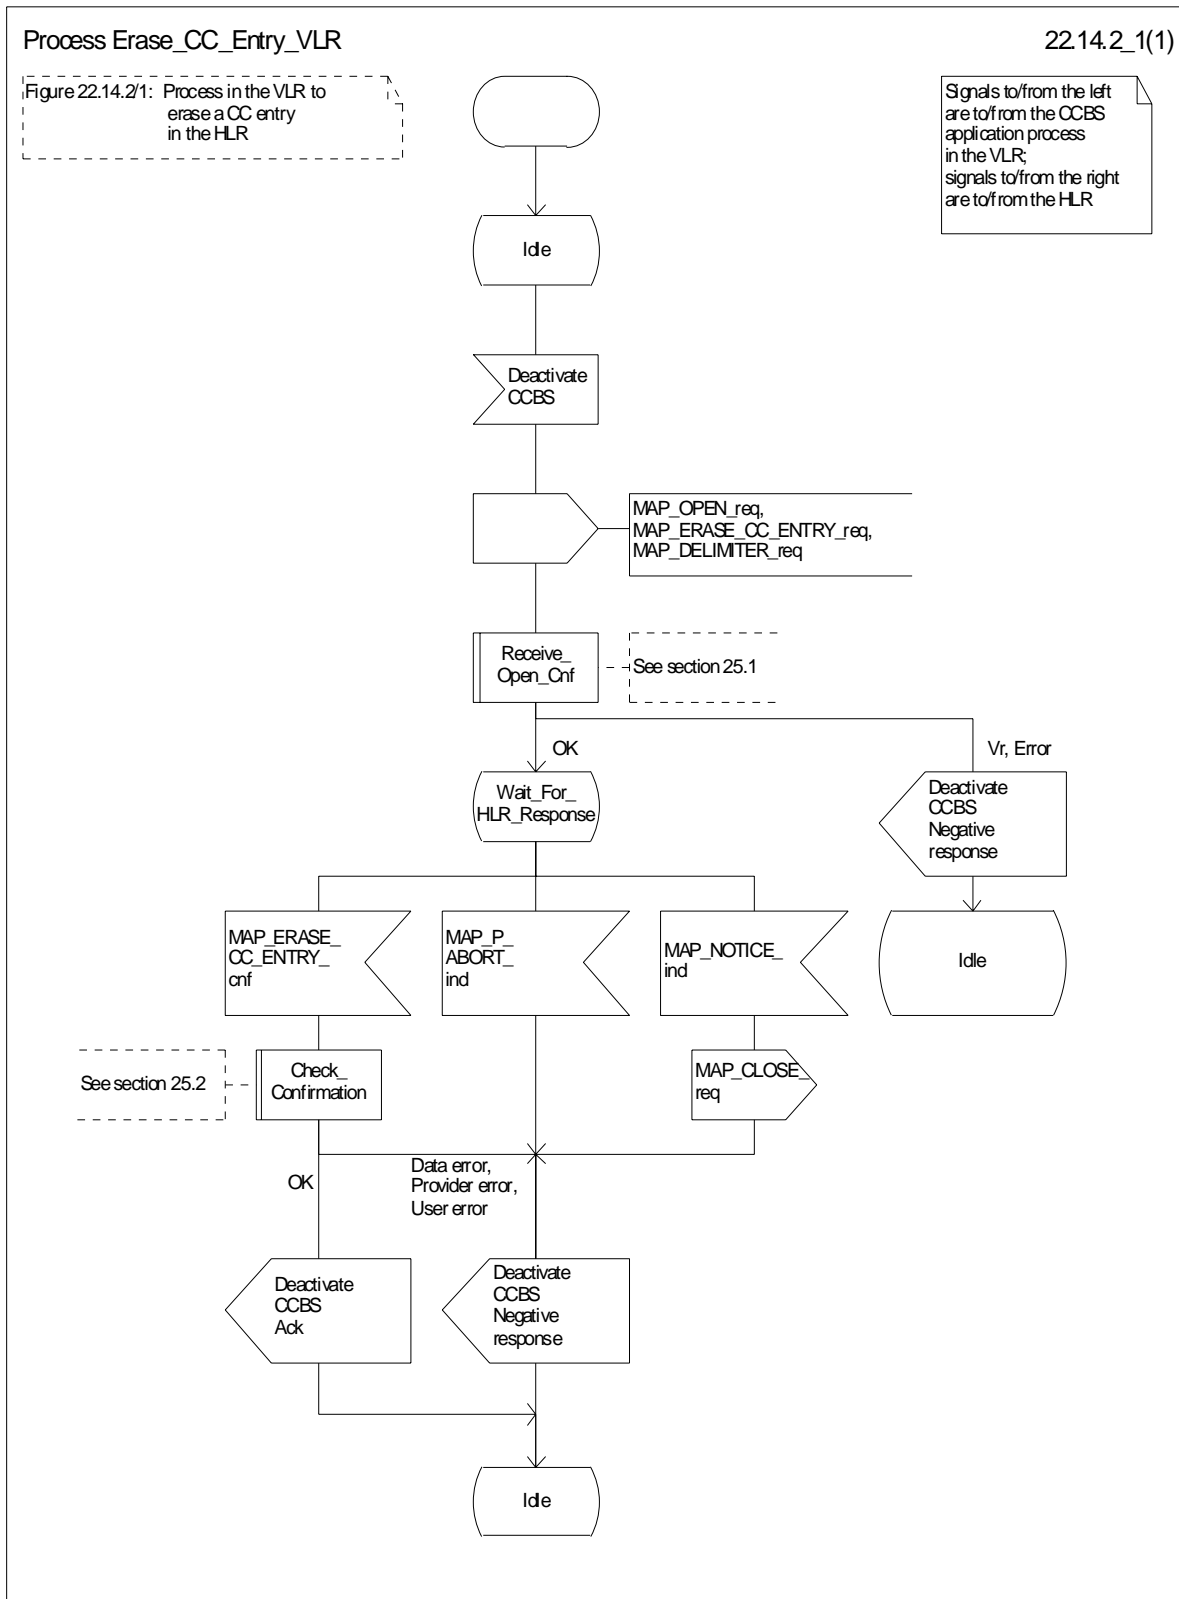 Process Erase_CC_Entry_VLR
22.14.2_1(1)
Figure 22.14.2/1: Process in the VLR to
erase a CC entry
in the HLR
Signals to/from the left
are to/from the CCBS
application process
in the VLR;
signals to/from the right
are to/from the HLR
Idle
Deactivate
CCBS
MAP_OPEN_req,
MAP_ERASE_CC_ENTRY_req,
MAP_DELIMITER_req
Receive_
Open_Cnf
See section 25.1
OK
Vr, Error
Wait_For_
HLR_Response
Deactivate
CCBS
Negative
response
MAP_ERASE_
CC_ENTRY_
cnf
MAP_P_
ABORT_
ind
MAP_NOTICE_
ind
Idle
See section 25.2
Check_
Confirmation
MAP_CLOSE_
req
OK
Data error,
Provider error,
User error
Deactivate
CCBS
Ack
Deactivate
CCBS
Negative
response
Idle